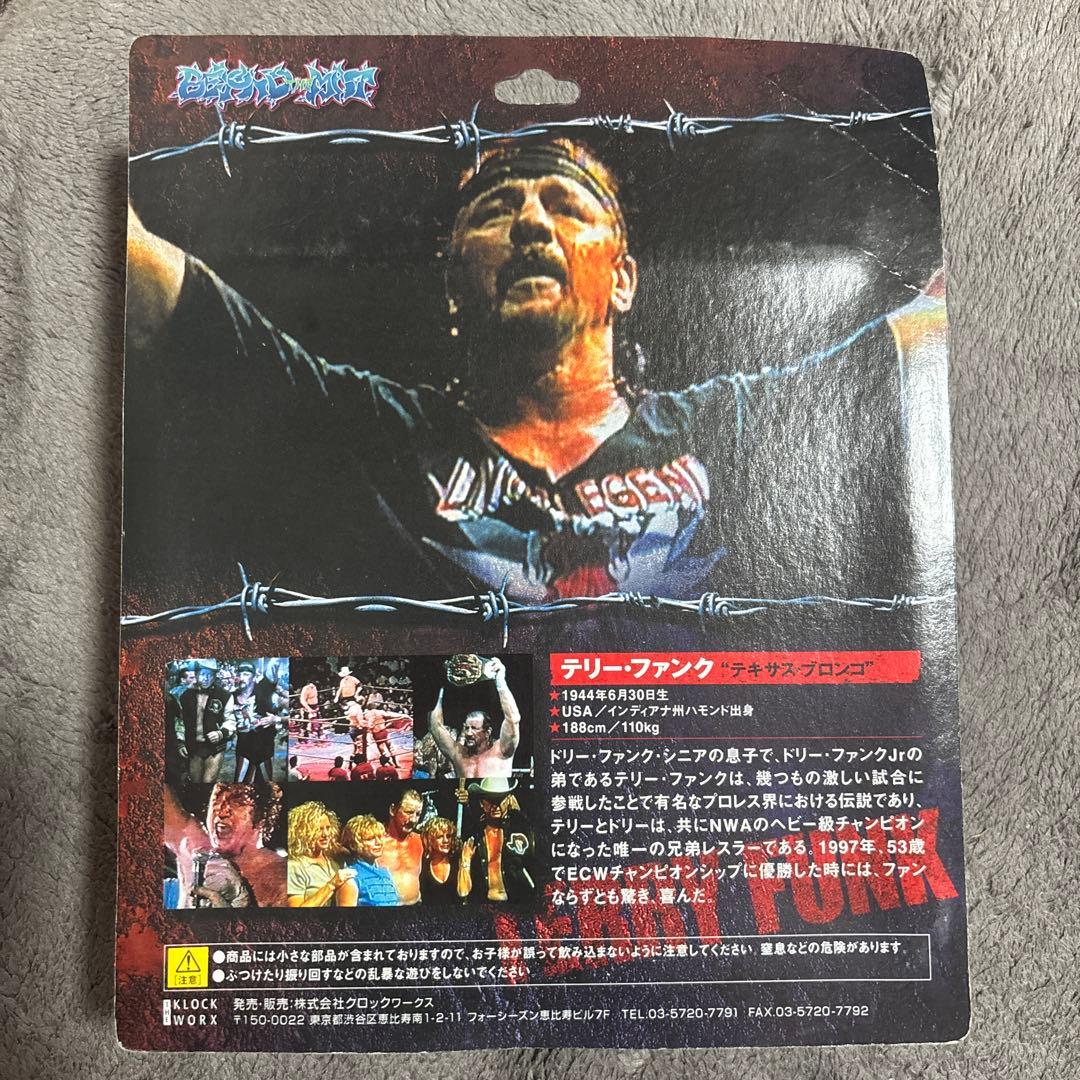 BEYOND THE MAT
LIVING LEGEND
テリー・ファンク "テキサス・ブロンコ"
★1944年6月30日生
★USA／インディアナ州ハモンド出身
★188cm／110kg
ドリー・ファンク・シニアの息子で、ドリー・ファンクJrの
弟であるテリー・ファンクは、幾つもの激しい試合に
参戦したことで有名なプロレス界における伝説であり、
テリーとドリーは、共にNWAのヘビー級チャンピオン
になった唯一の兄弟レスラーである。1997年、53歳
でECWチャンピオンシップに優勝した時には、ファン
ならずとも驚き、喜んだ。
TERRY FUNK
●商品には小さな部品が含まれておりますので、お子様が誤って飲み込まないように注意してください。窒息などの危険があります。
[注意]
●ぶつけたり振り回すなどの乱暴な遊びをしないでください
THE KLOCK WORX
発売・販売：株式会社クロックワークス
〒150-0022 東京都渋谷区恵比寿南1-2-11 フォーシーズン恵比寿ビル7F TEL.03-5720-7791 FAX.03-5720-7792